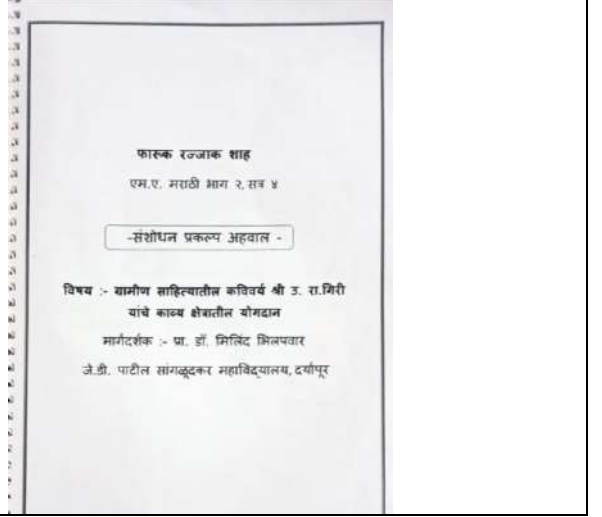 फारूक रज्जाक शाह
एम.ए. मराठी भाग २, सत्र ४
-संशोधन प्रकल्प अहवाल -
विषय :- ग्रामीण साहित्यातील कविवर्य श्री उ. रा.गिरी
यांचे काव्य क्षेत्रातील योगदान
मार्गदर्शक :- प्रा. डॉ. मिलिंद भिलपवार
जे.डी. पाटील सांगळूदकर महाविद्यालय, दर्यापूर